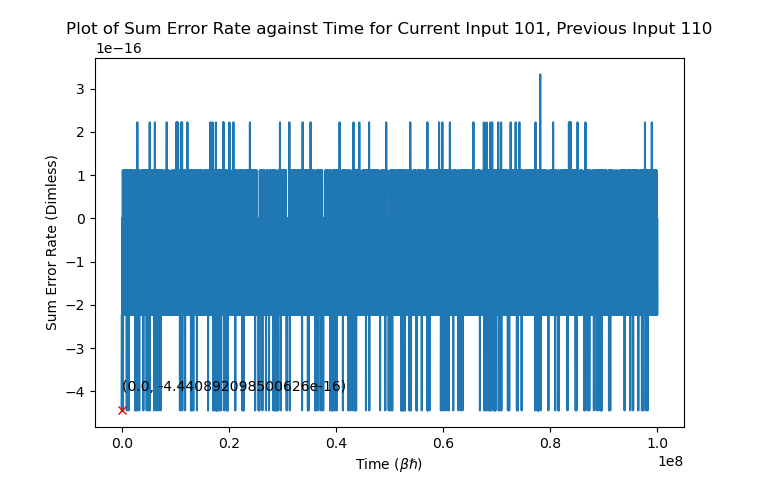 Plot of Sum Error Rate against Time for Current Input 101, Previous Input 110
1e−16
3
2
1
0
−1
−2
−3
−4
Sum Error Rate (Dimless)
(0.0, -4.440892098500626e-16)
0.0 0.2 0.4 0.6 0.8 1.0
Time (βℏ)
1e8